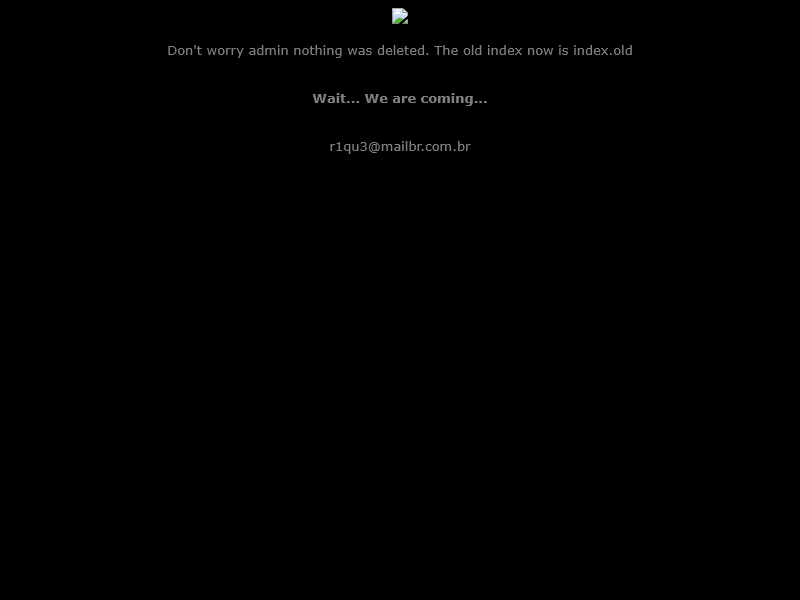 Don't worry admin nothing was deleted. The old index now is index.old
Wait... We are coming...
r1qu3@mailbr.com.br